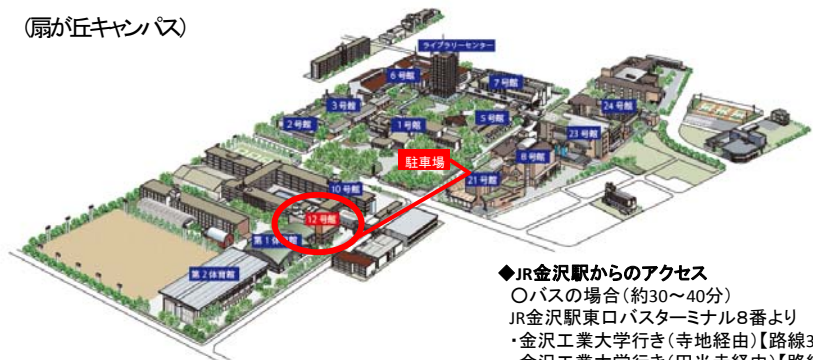 (扇が丘キャンパス)
ライブラリーセンター
6号館
7号館
3号館
24号館
2号館
1号館
5号館
23号館
8号館
駐車場
21号館
10号館
12号館
第1体育館
第2体育館
◆JR金沢駅からのアクセス
〇バスの場合(約30~40分)
JR金沢駅東口バスターミナル8番より
・金沢工業大学行き(寺地経由)【路線3